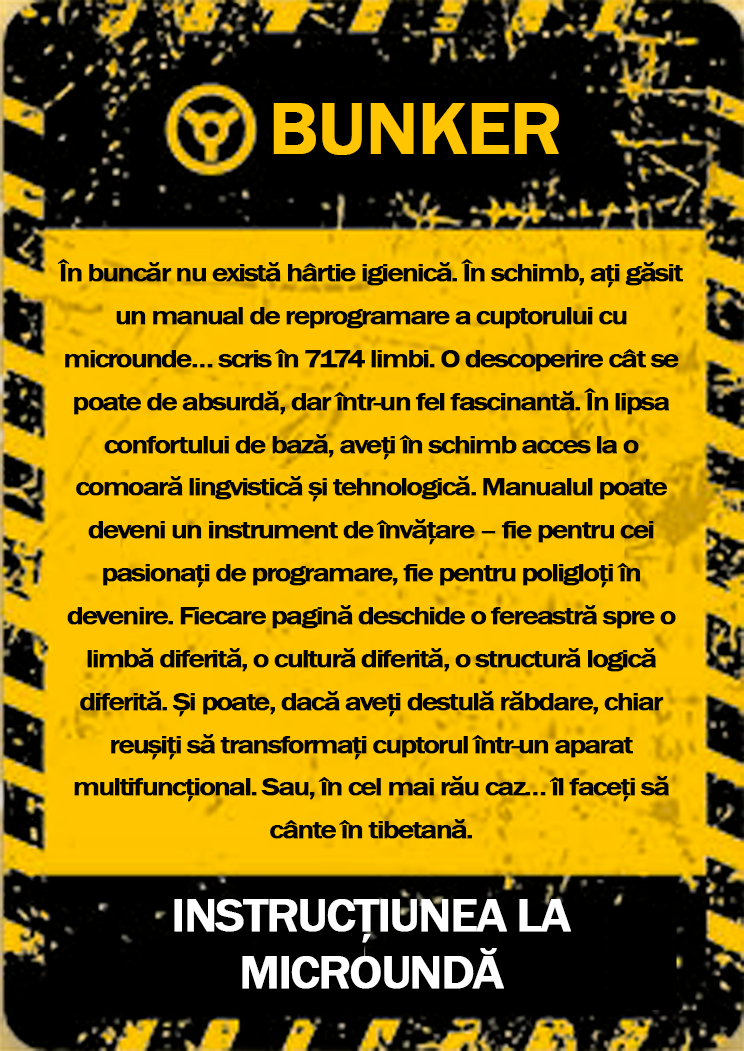 BUNKER
În buncăr nu există hârtie igienică. În schimb, ați găsit
un manual de reprogramare a cuptorului cu
microunde... scris în 7174 limbi. O descoperire cât se
poate de absurdă, dar într-un fel fascinantă. În lipsa
confortului de bază, aveți în schimb acces la o
comoară lingvistică și tehnologică. Manualul poate
deveni un instrument de învățare – fie pentru cei
pasionați de programare, fie pentru poligloți în
devenire. Fiecare pagină deschide o fereastră spre o
limbă diferită, o cultură diferită, o structură logică
diferită. Și poate, dacă aveți destulă răbdare, chiar
reușiți să transformați cuptorul într-un aparat
multifuncțional. Sau, în cel mai rău caz... îl faceți să
cânte în tibetană.
INSTRUCȚIUNEA LA
MICROUNDĂ